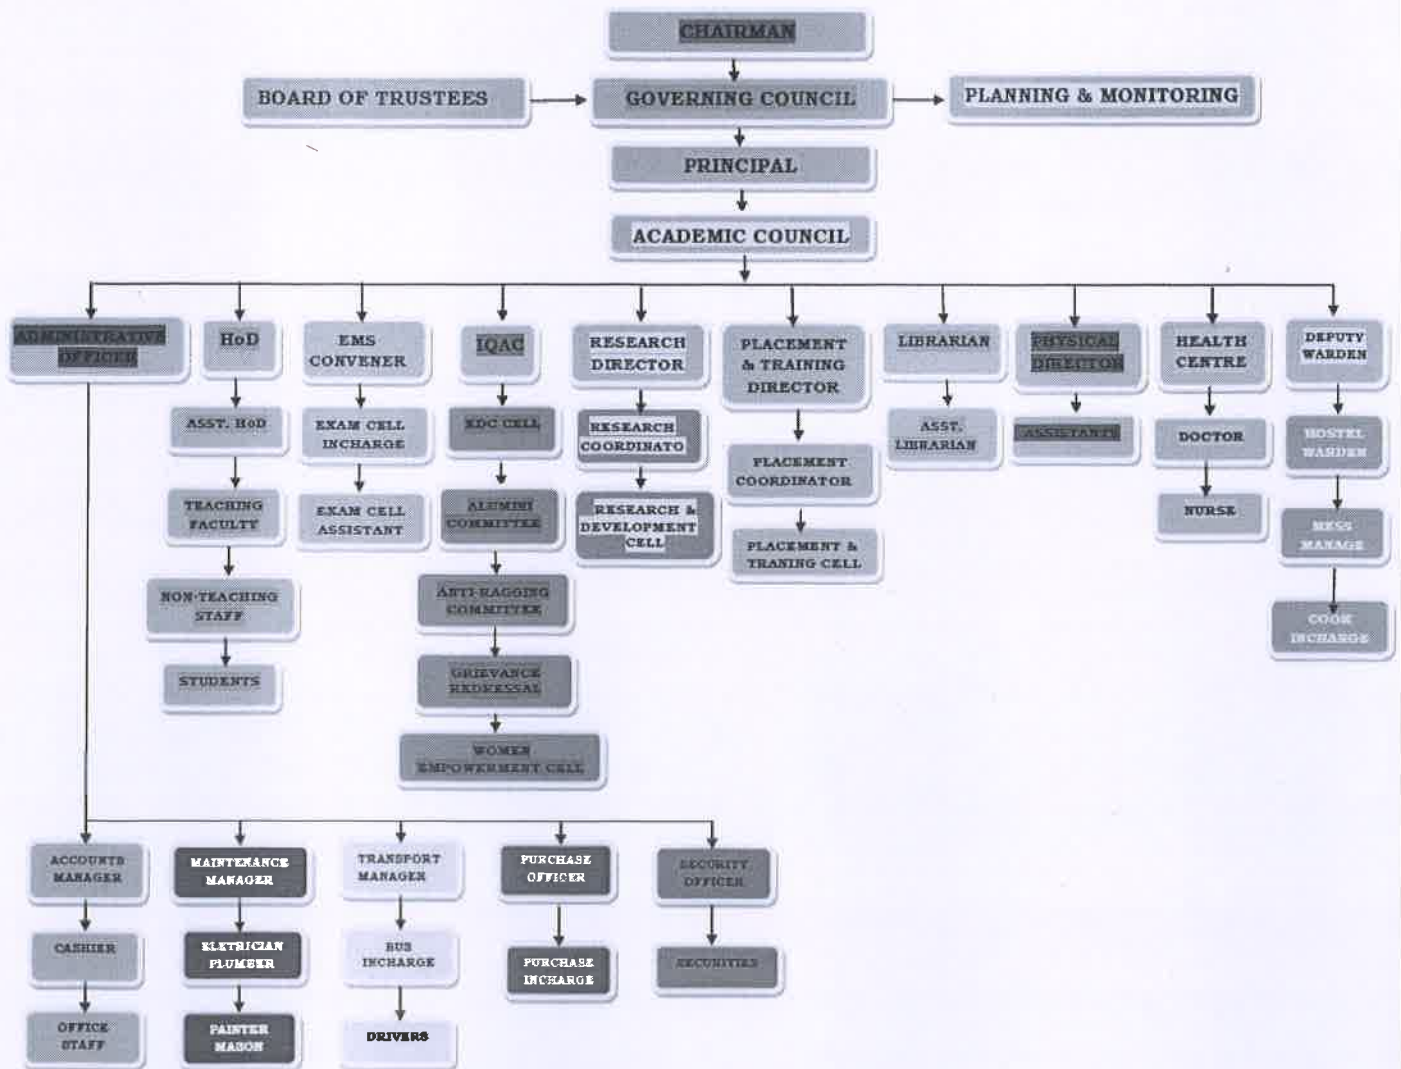 CHAIRMAN
BOARD OF TRUSTEES
GOVERNING COUNCIL
PLANNING & MONITORING
PRINCIPAL
ACADEMIC COUNCIL
ADMINISTRATIVE
OFFICER
HoD
EMS
CONVENER
IQAC
RESEARCH
DIRECTOR
PLACEMENT
& TRAINING
DIRECTOR
LIBRARIAN
PHYSICAL
DIRECTOR
HEALTH
CENTRE
DEPUTY
WARDEN
ASST. HoD
EXAM CELL
INCHARGE
EDC CELL
RESEARCH
COORDINATO
PLACEMENT
COORDINATOR
ASST.
LIBRARIAN
ASSISTANTS
DOCTOR
HOSTEL
WARDEN
TEACHING
FACULTY
EXAM CELL
ASSISTANT
ALUMINI
COMMITTEE
RESEARCH &
DEVELOPMENT
CELL
PLACEMENT &
TRANING CELL
NURSE
MESS
MANAGE
NON-TEACHING
STAFF
ANTI-RAGGING
COMMITTEE
COOK
INCHARGE
STUDENTS
GRIEVANCE
REDRESSAL
WOMEN
EMPOWERMENT CELL
ACCOUNTS
MANAGER
MAINTENANCE
MANAGER
TRANSPORT
MANAGER
PURCHASE
OFFICER
SECURITY
OFFICER
CASHIER
ELETRICIAN
PLUMBER
BUS
INCHARGE
PURCHASE
INCHARGE
SECURITIES
OFFICE
STAFF
PAINTER
MASON
DRIVERS